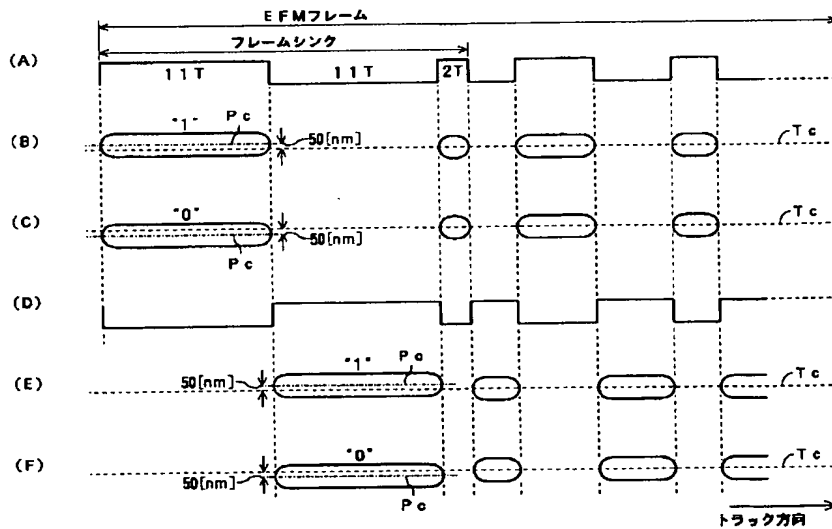 EFMフレーム
フレームシンク
(A) 11T 11T 2T
(B) "1" Pc 50[nm] Tc
(C) "0" Pc 50[nm] Tc
(D)
(E) 50[nm] "1" Pc Tc
(F) 50[nm] "0" Pc Tc
トラック方向